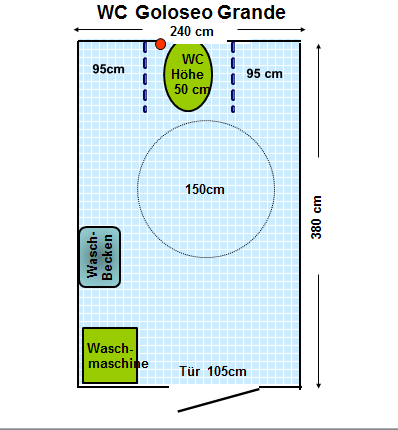 WC Goloseo Grande
240 cm
95cm
WC
Höhe
50 cm
95 cm
150cm
380 cm
Wasch-
Becken
Wasch-
maschine
Tür 105cm